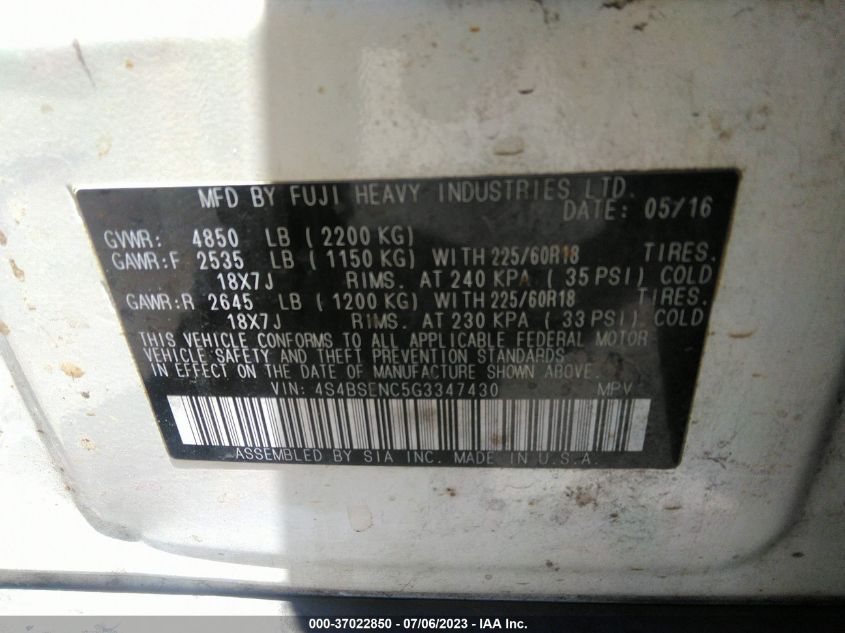 MFD BY FUJI HEAVY INDUSTRIES LTD.
DATE: 05/16
GVWR: 4850 LB ( 2200 KG)
GAWR:F 2535 LB ( 1150 KG) WITH 225/60R18 TIRES.
18X7J RIMS. AT 240 KPA ( 35 PSI) COLD
GAWR:R 2645 LB ( 1200 KG) WITH 225/60R18 TIRES.
18X7J RIMS. AT 230 KPA ( 33 PSI) COLD
THIS VEHICLE CONFORMS TO ALL APPLICABLE FEDERAL MOTOR
VEHICLE SAFETY AND THEFT PREVENTION STANDARDS
IN EFFECT ON THE DATE OF MANUFACTURE SHOWN ABOVE.
VIN: 4S4BSENC5G3347430 MPV
ASSEMBLED BY SIA INC. MADE IN U.S.A.
000-37022850 - 07/06/2023 - IAA Inc.